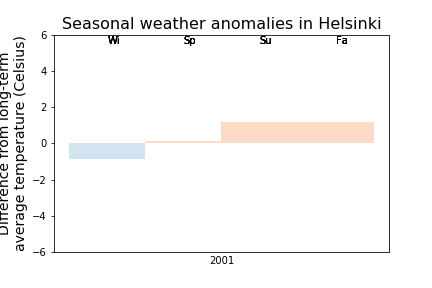 Seasonal weather anomalies in Helsinki
Difference from long-term
average temperature (Celsius)
6
4
2
0
−2
−4
−6
Wi Sp Su Fa
2001